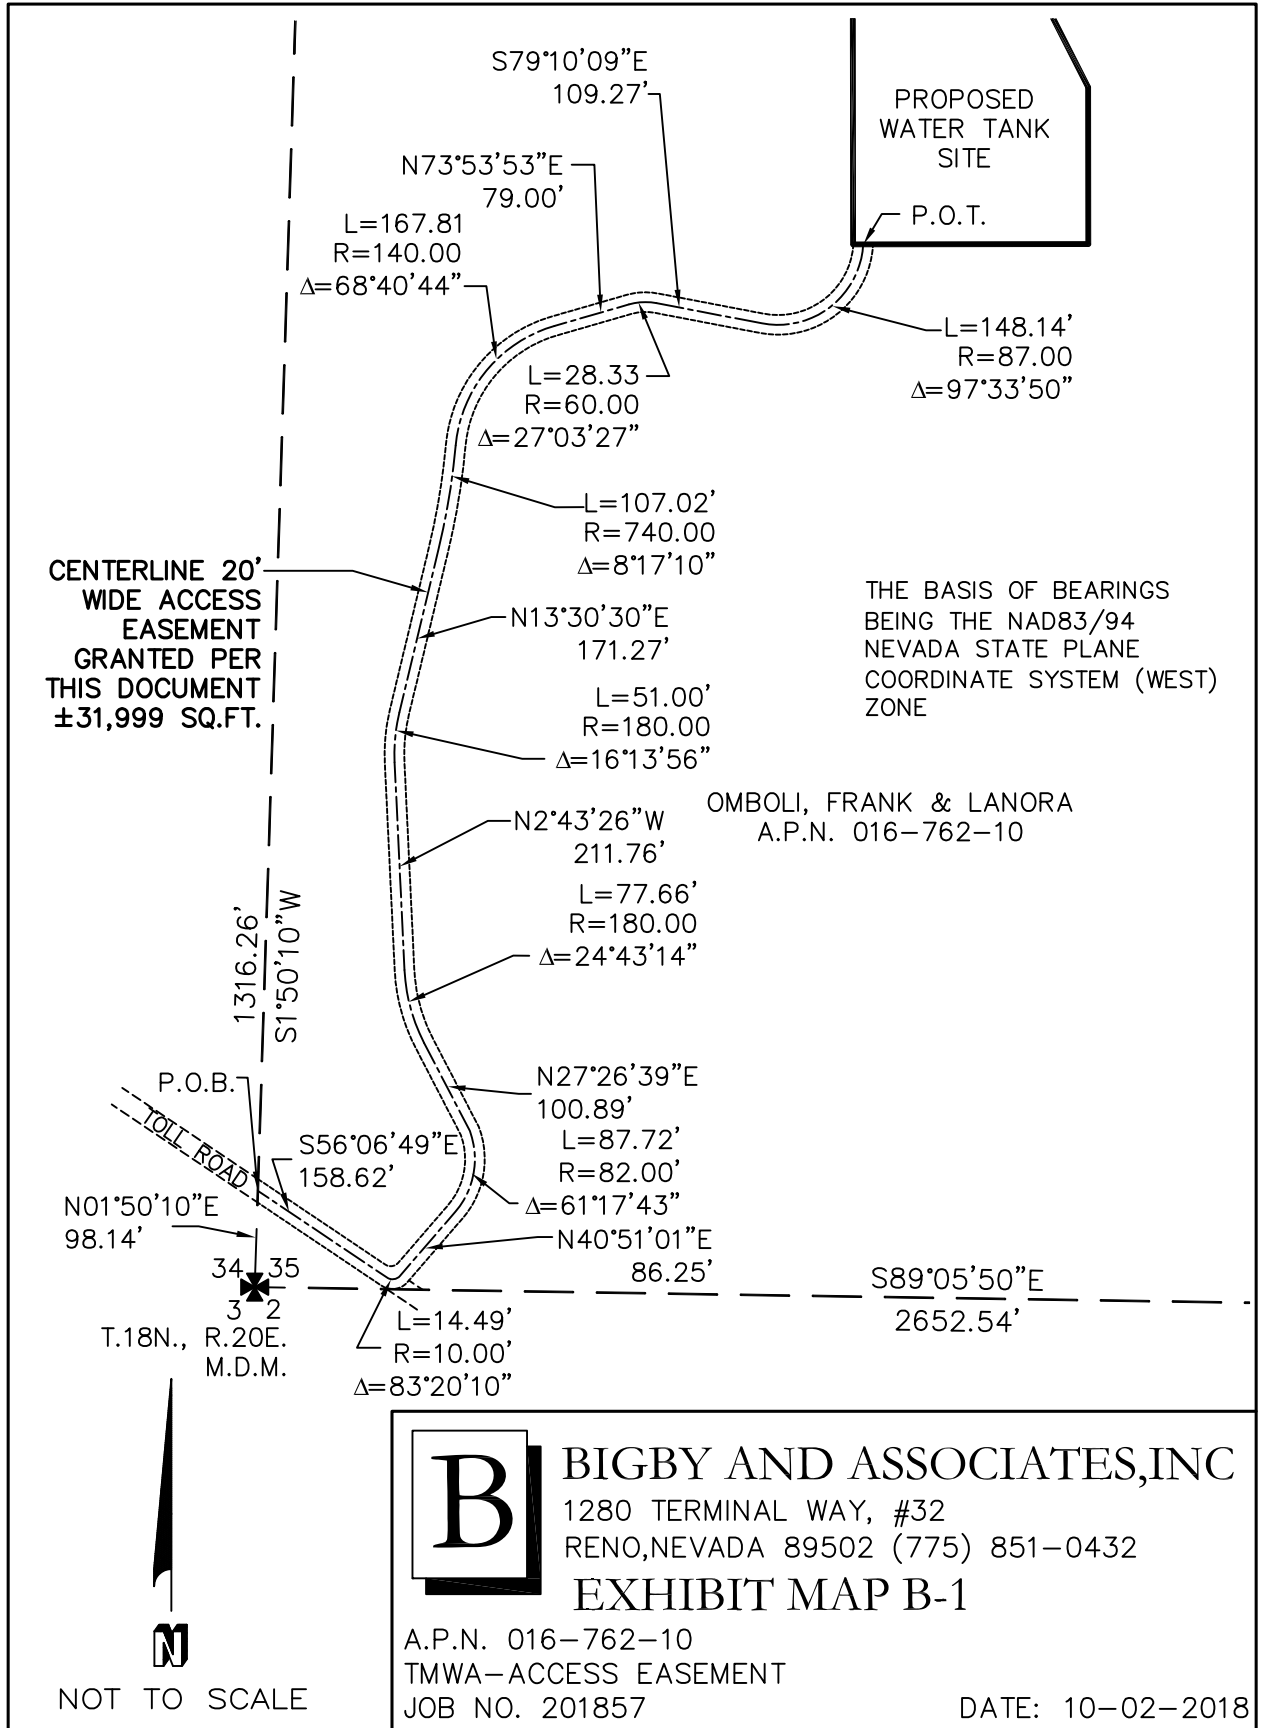 S79°10'09"E
109.27'
PROPOSED
WATER TANK
SITE
N73°53'53"E
79.00'
P.O.T.
L=167.81
R=140.00
Δ=68°40'44"
L=148.14'
R=87.00
Δ=97°33'50"
L=28.33
R=60.00
Δ=27°03'27"
L=107.02'
R=740.00
Δ=8°17'10"
CENTERLINE 20'
WIDE ACCESS
EASEMENT
GRANTED PER
THIS DOCUMENT
±31,999 SQ.FT.
N13°30'30"E
171.27'
THE BASIS OF BEARINGS
BEING THE NAD83/94
NEVADA STATE PLANE
COORDINATE SYSTEM (WEST)
ZONE
L=51.00'
R=180.00
Δ=16°13'56"
OMBOLI, FRANK & LANORA
A.P.N. 016-762-10
N2°43'26"W
211.76'
L=77.66'
R=180.00
Δ=24°43'14"
1316.26'
S1°50'10"W
N27°26'39"E
100.89'
P.O.B.
TOLL ROAD
S56°06'49"E
158.62'
L=87.72'
R=82.00'
Δ=61°17'43"
N01°50'10"E
98.14'
N40°51'01"E
86.25'
34 35
3 2
T.18N., R.20E.
M.D.M.
S89°05'50"E
2652.54'
L=14.49'
R=10.00'
Δ=83°20'10"
N
NOT TO SCALE
B
BIGBY AND ASSOCIATES,INC
1280 TERMINAL WAY, #32
RENO,NEVADA 89502 (775) 851-0432
EXHIBIT MAP B-1
A.P.N. 016-762-10
TMWA-ACCESS EASEMENT
JOB NO. 201857
DATE: 10-02-2018